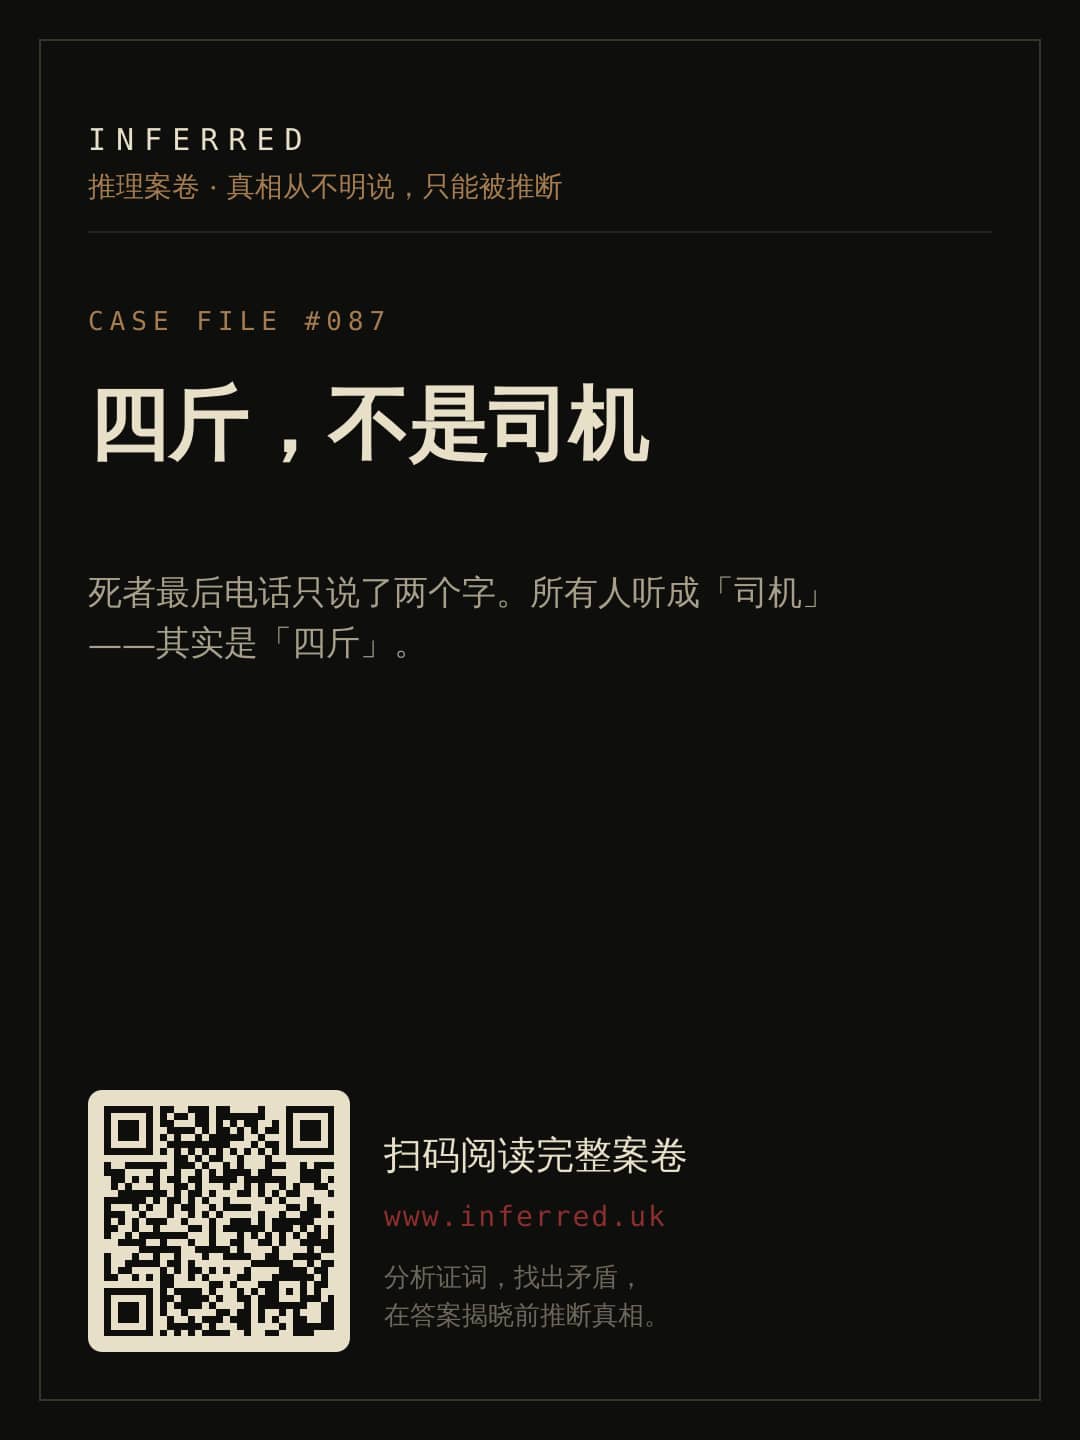 INFERRED
推理案卷 · 真相从不明说，只能被推断
CASE FILE #087
四斤，不是司机
死者最后电话只说了两个字。所有人听成「司机」
——其实是「四斤」。
扫码阅读完整案卷
www.inferred.uk
分析证词，找出矛盾，
在答案揭晓前推断真相。